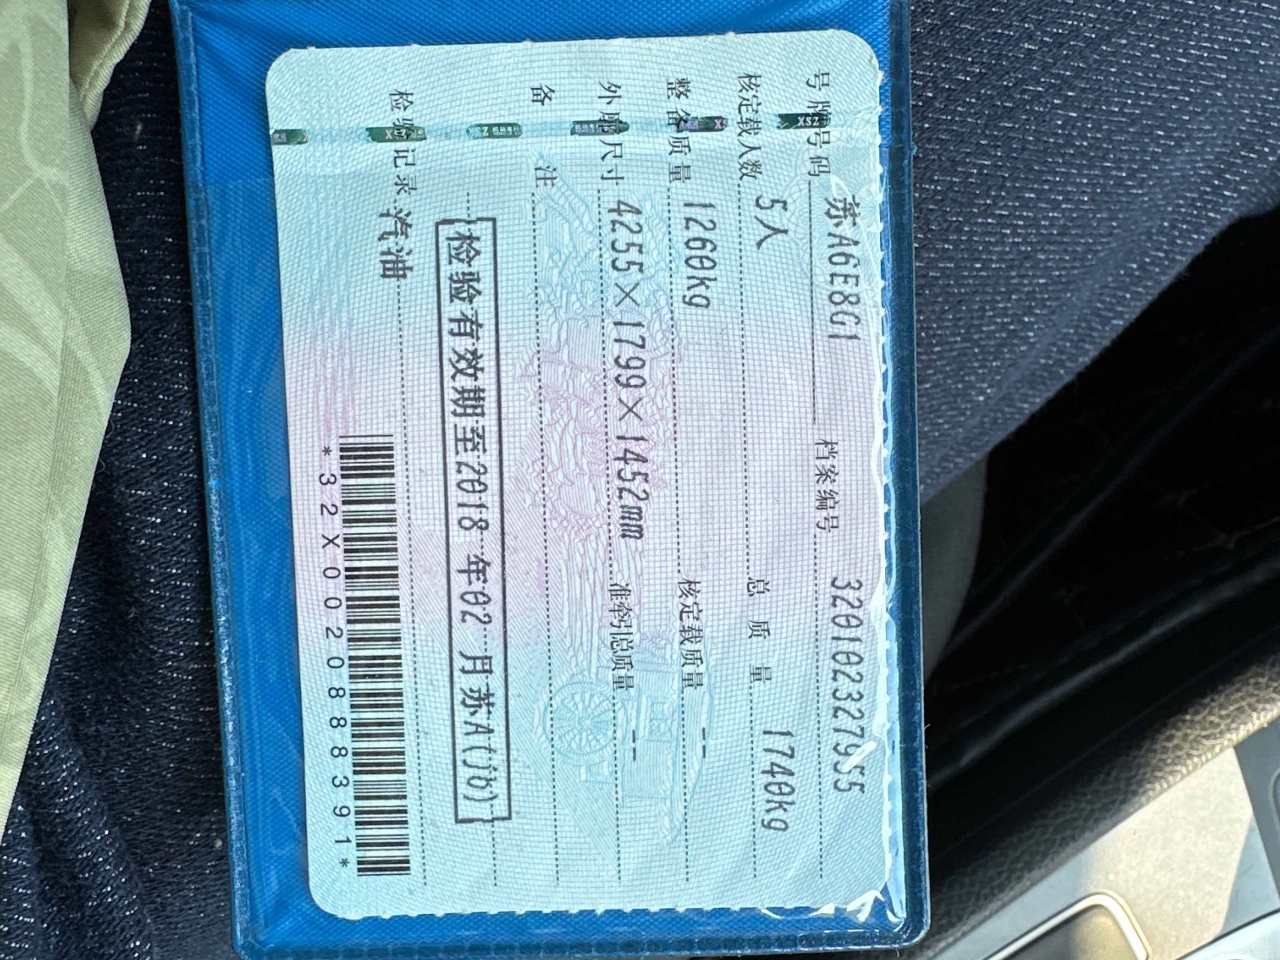 号牌号码 苏A6E8G1 档案编号 320102327955
核定载人数 5人 总质量 1740kg
整备质量 1260kg 核定载质量 --
外廓尺寸 4255×1799×1452mm 准牵引总质量 --
备注
检验有效期至2018年02月苏A(jb)
检验记录 汽油
*32X0020888391*